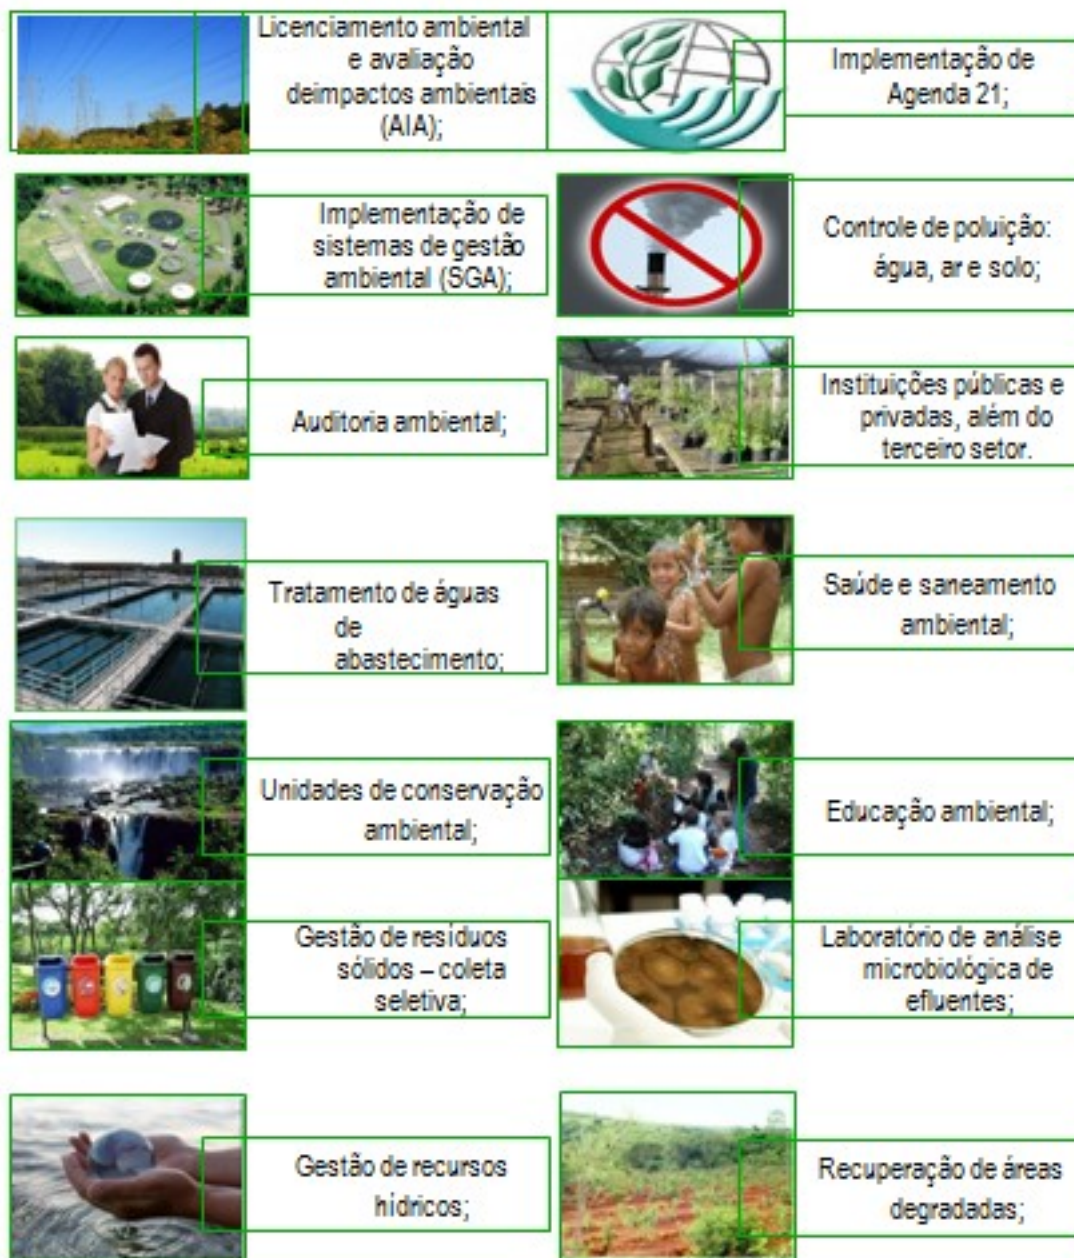 Licenciamento ambiental
e avaliação
deimpactos ambientais
(AIA);
Implementação de
Agenda 21;
Implementação de
sistemas de gestão
ambiental (SGA);
Controle de poluição:
água, ar e solo;
Auditoria ambiental;
Instituições públicas e
privadas, além do
terceiro setor.
Tratamento de águas
de
abastecimento;
Saúde e saneamento
ambiental;
Unidades de conservação
ambiental;
Educação ambiental;
Gestão de resíduos
sólidos – coleta
seletiva;
Laboratório de análise
microbiológica de
efluentes;
Gestão de recursos
hídricos;
Recuperação de áreas
degradadas;